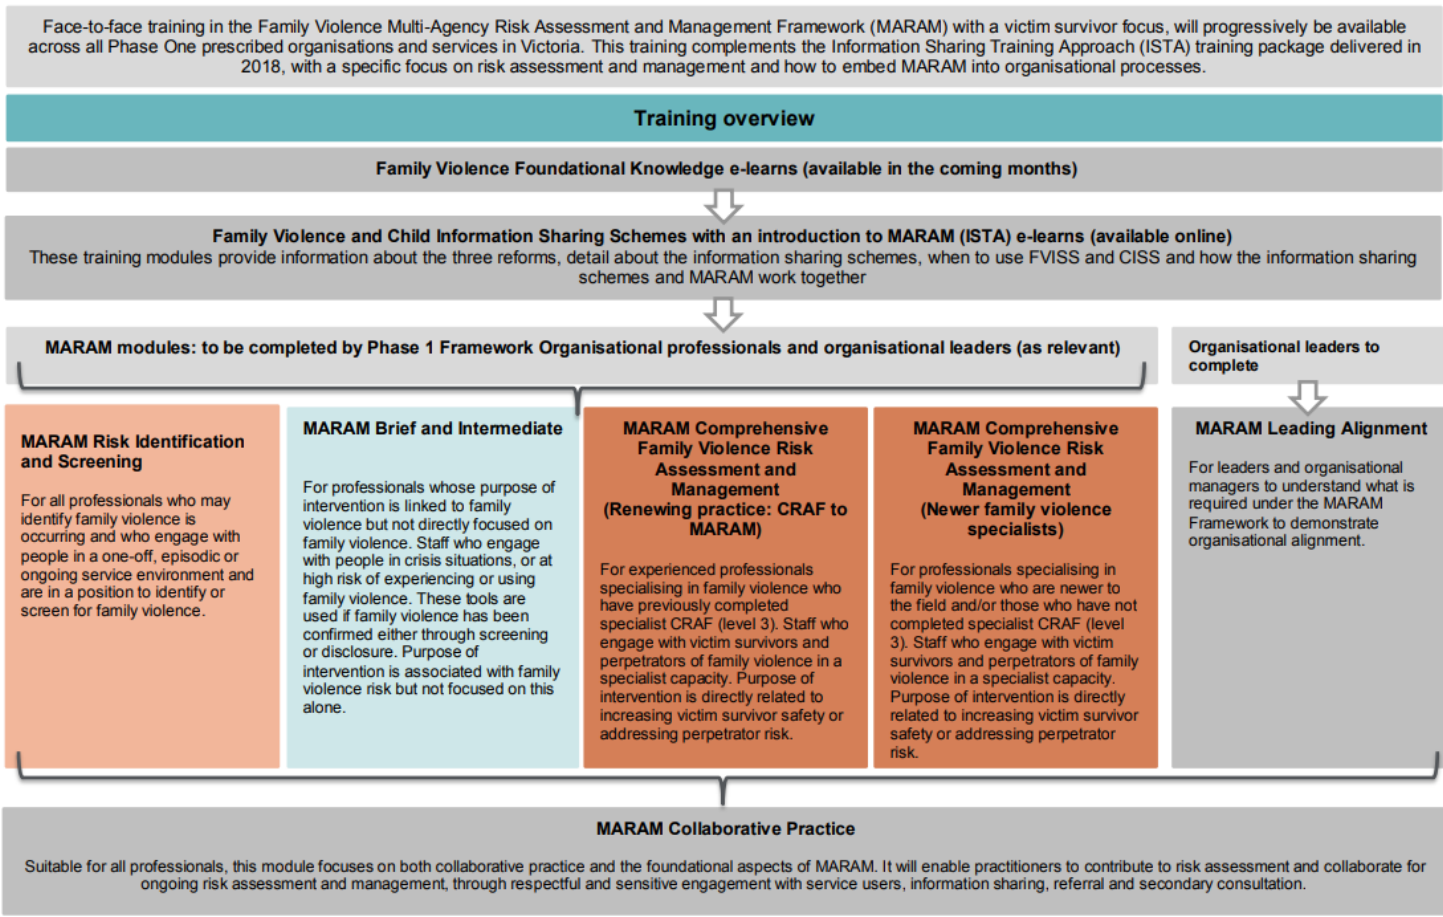 Face-to-face training in the Family Violence Multi-Agency Risk Assessment and Management Framework (MARAM) with a victim survivor focus, will progressively be available
across all Phase One prescribed organisations and services in Victoria. This training complements the Information Sharing Training Approach (ISTA) training package delivered in
2018, with a specific focus on risk assessment and management and how to embed MARAM into organisational processes.
Training overview
Family Violence Foundational Knowledge e-learns (available in the coming months)
Family Violence and Child Information Sharing Schemes with an introduction to MARAM (ISTA) e-learns (available online)
These training modules provide information about the three reforms, detail about the information sharing schemes, when to use FVISS and CISS and how the information sharing
schemes and MARAM work together
MARAM modules: to be completed by Phase 1 Framework Organisational professionals and organisational leaders (as relevant)
Organisational leaders to
complete
MARAM Risk Identification
and Screening
For all professionals who may
identify family violence is
occurring and who engage with
people in a one-off, episodic or
ongoing service environment and
are in a position to identify or
screen for family violence.
MARAM Brief and Intermediate
For professionals whose purpose of
intervention is linked to family
violence but not directly focused on
family violence. Staff who engage
with people in crisis situations, or at
high risk of experiencing or using
family violence. These tools are
used if family violence has been
confirmed either through screening
or disclosure. Purpose of
intervention is associated with family
violence risk but not focused on this
alone.
MARAM Comprehensive
Family Violence Risk
Assessment and
Management
(Renewing practice: CRAF to
MARAM)
For experienced professionals
specialising in family violence who
have previously completed
specialist CRAF (level 3). Staff who
engage with victim survivors and
perpetrators of family violence in a
specialist capacity. Purpose of
intervention is directly related to
increasing victim survivor safety or
addressing perpetrator risk.
MARAM Comprehensive
Family Violence Risk
Assessment and
Management
(Newer family violence
specialists)
For professionals specialising in
family violence who are newer to
the field and/or those who have not
completed specialist CRAF (level
3). Staff who engage with victim
survivors and perpetrators of family
violence in a specialist capacity.
Purpose of intervention is directly
related to increasing victim survivor
safety or addressing perpetrator
risk.
MARAM Leading Alignment
For leaders and organisational
managers to understand what is
required under the MARAM
Framework to demonstrate
organisational alignment.
MARAM Collaborative Practice
Suitable for all professionals, this module focuses on both collaborative practice and the foundational aspects of MARAM. It will enable practitioners to contribute to risk assessment and collaborate for
ongoing risk assessment and management, through respectful and sensitive engagement with service users, information sharing, referral and secondary consultation.